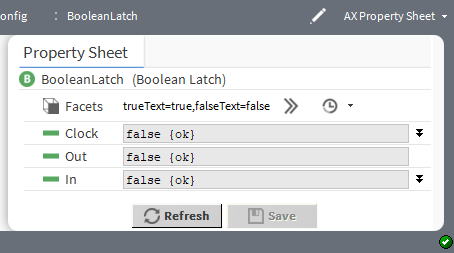 onfig : BooleanLatch AX Property Sheet
Property Sheet
B BooleanLatch (Boolean Latch)
Facets trueText=true,falseText=false
Clock false {ok}
Out false {ok}
In false {ok}
Refresh Save